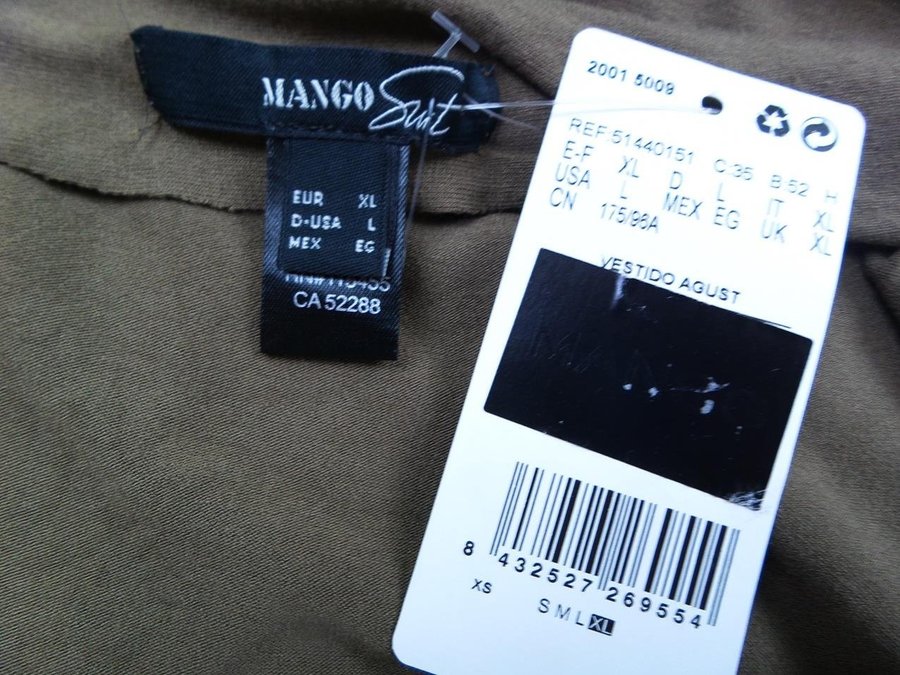 MANGO Suit
EUR XL
D-USA L
MEX EG
CA 52288
2001 5009
REF. 51440151 C:35 B:52 H
E-F XL D L IT XL
USA L MEX EG UK XL
CN 175/96A
VESTIDO AGUST
8 432527 269554
XS S M L XL